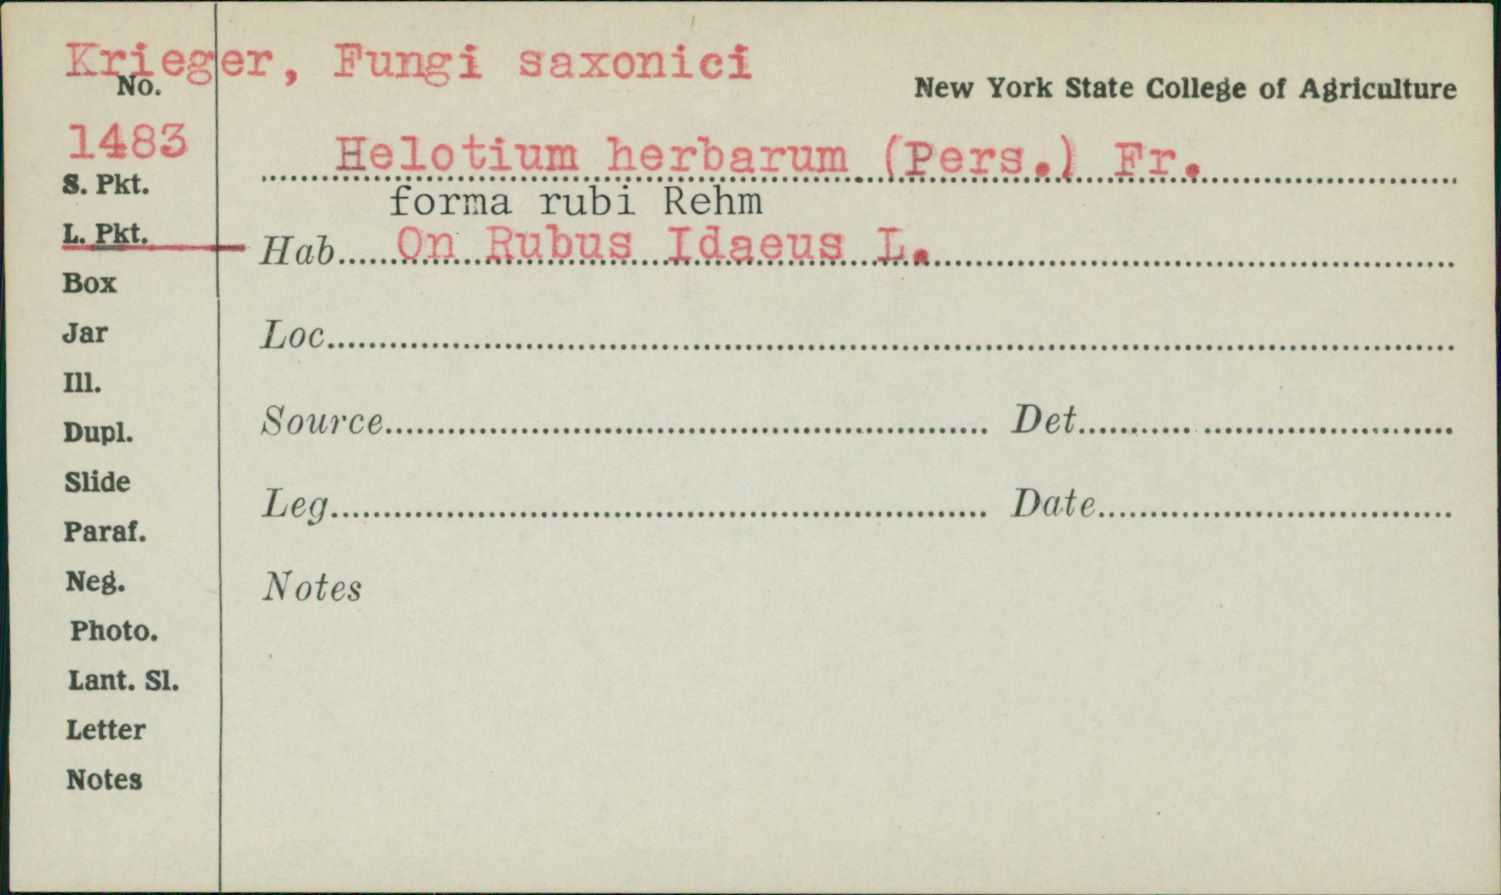 Krieger, Fungi saxonici
No.
New York State College of Agriculture
1483
Helotium herbarum (Pers.) Fr.
S. Pkt.
forma rubi Rehm
L. Pkt.
Hab. On Rubus Idaeus L.
Box
Jar
Loc.
Ill.
Dupl.
Source Det.
Slide
Leg. Date
Paraf.
Neg.
Notes
Photo.
Lant. Sl.
Letter
Notes